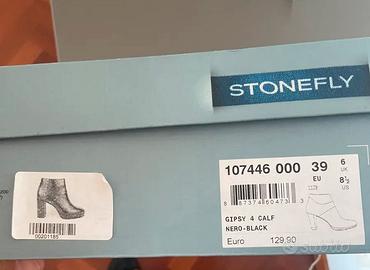 STONEFLY
107446 000 39 6
EU UK
8½
US
GIPSY 4 CALF
NERO-BLACK
Euro 129,90
00201185
subito